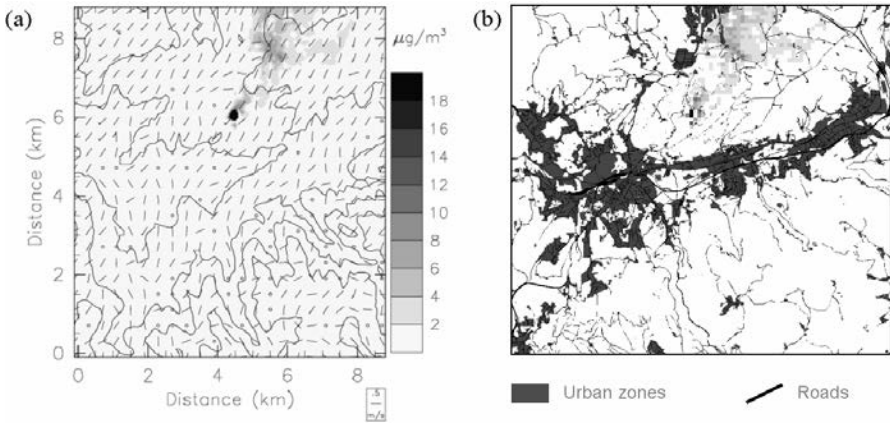 (a)
μg/m³
18
16
14
12
10
8
6
4
2
8
6
4
2
0
Distance (km)
0 2 4 6 8
Distance (km)
.5
m/s
(b)
Urban zones
Roads